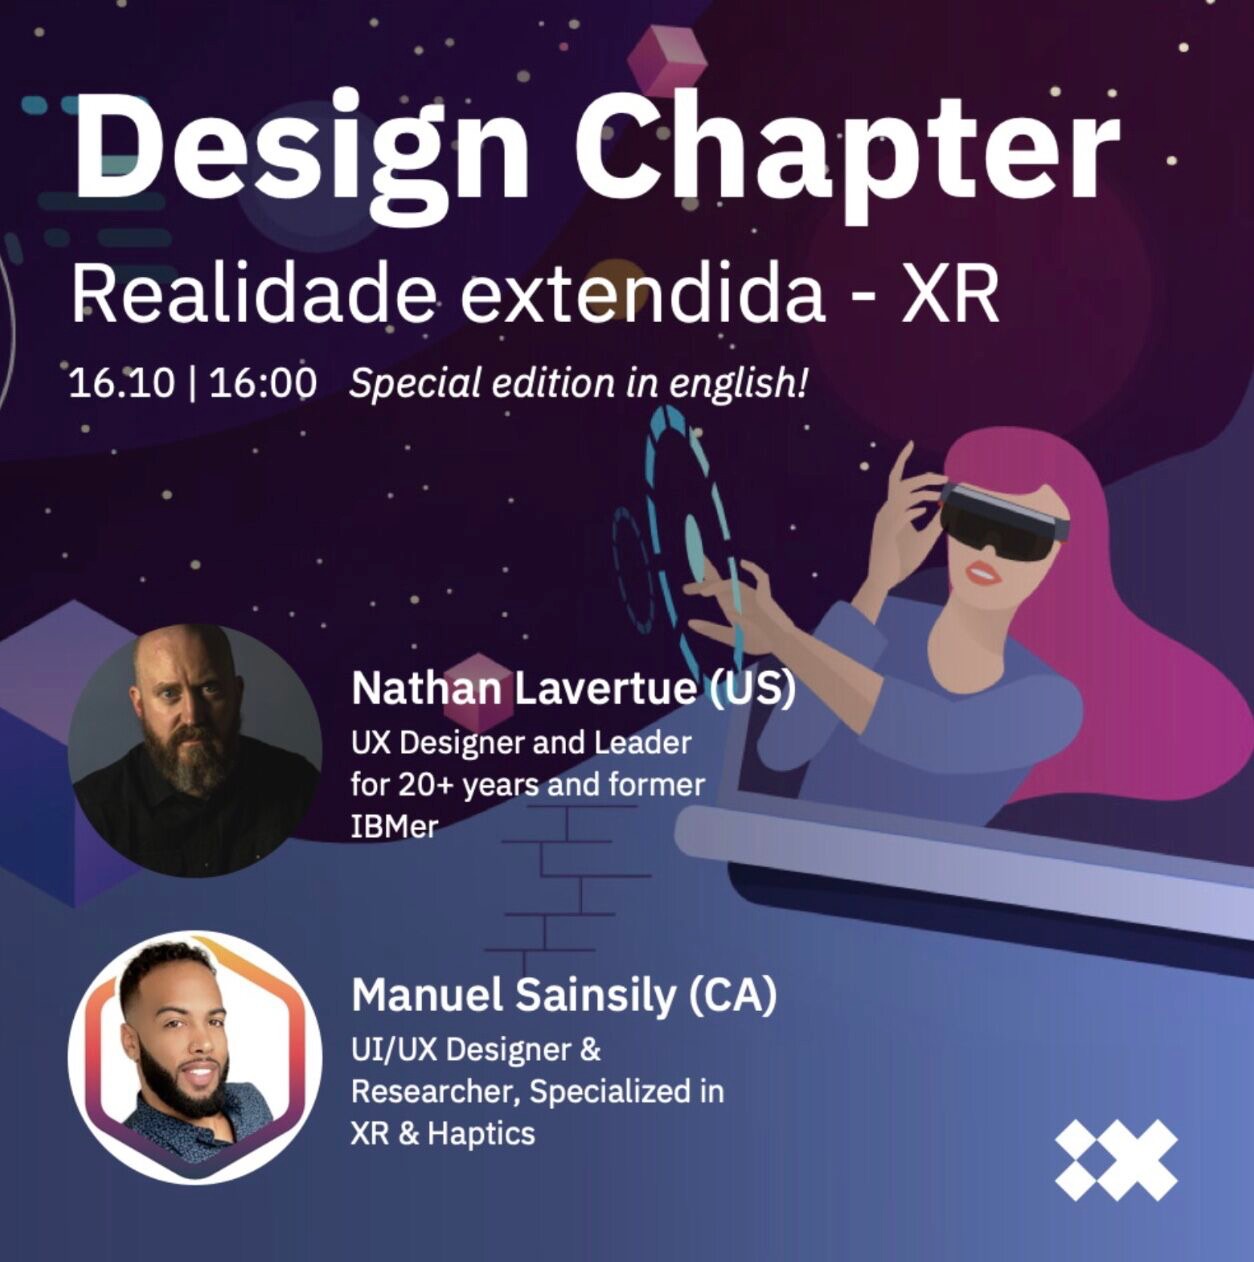 Design Chapter
Realidade extendida - XR
16.10 | 16:00 Special edition in english!
Nathan Lavertue (US)
UX Designer and Leader
for 20+ years and former
IBMer
Manuel Sainsily (CA)
UI/UX Designer &
Researcher, Specialized in
XR & Haptics